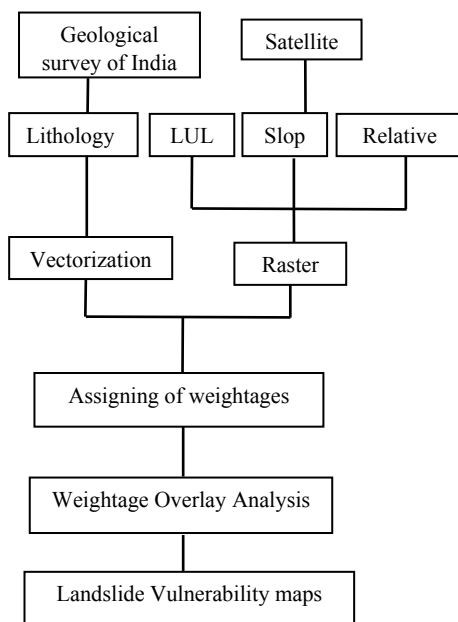 Geological
survey of India
Satellite
Lithology
LUL
Slop
Relative
Vectorization
Raster
Assigning of weightages
Weightage Overlay Analysis
Landslide Vulnerability maps